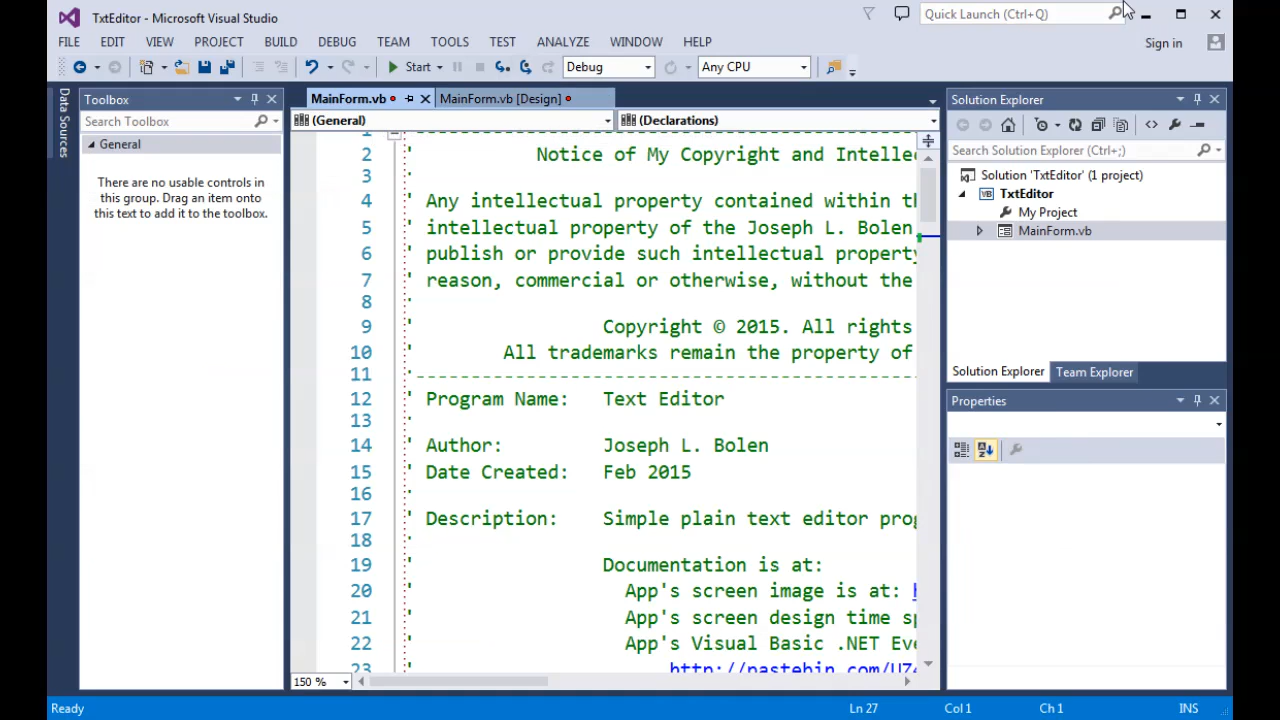 TxtEditor - Microsoft Visual Studio
Quick Launch (Ctrl+Q)
FILE EDIT VIEW PROJECT BUILD DEBUG TEAM TOOLS TEST ANALYZE WINDOW HELP
Sign in
Start Debug Any CPU
Data Sources
Toolbox
Search Toolbox
General
There are no usable controls in
this group. Drag an item onto
this text to add it to the toolbox.
MainForm.vb MainForm.vb [Design]
(General) (Declarations)
1
2 ' Notice of My Copyright and Intelle
3 '
4 ' Any intellectual property contained within th
5 ' intellectual property of the Joseph L. Bolen
6 ' publish or provide such intellectual property
7 ' reason, commercial or otherwise, without the
8 '
9 ' Copyright © 2015. All rights
10 ' All trademarks remain the property of
11 '-----------------------------------------------
12 ' Program Name: Text Editor
13 '
14 ' Author: Joseph L. Bolen
15 ' Date Created: Feb 2015
16 '
17 ' Description: Simple plain text editor prog
18 '
19 ' Documentation is at:
20 ' App's screen image is at: h
21 ' App's screen design time sp
22 ' App's Visual Basic .NET Eve
23 '
150 %
Solution Explorer
Search Solution Explorer (Ctrl+;)
Solution 'TxtEditor' (1 project)
VB TxtEditor
My Project
MainForm.vb
Solution Explorer Team Explorer
Properties
Ready Ln 27 Col 1 Ch 1 INS